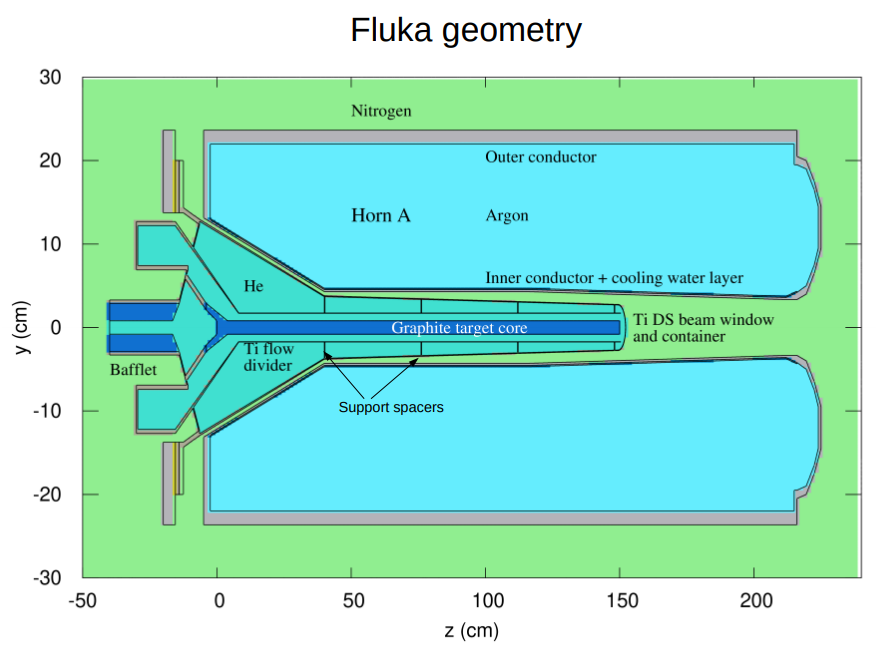 Fluka geometry
30
20
10
0
-10
-20
-30
y (cm)
Nitrogen
Outer conductor
Horn A
Argon
Inner conductor + cooling water layer
He
Graphite target core
Ti DS beam window
and container
Ti flow
divider
Bafflet
Support spacers
-50
0
50
100
150
200
z (cm)